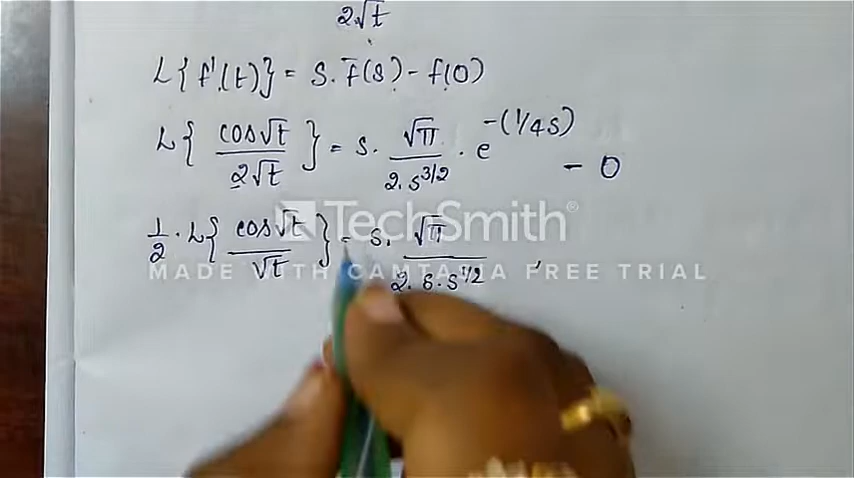 2√t
L{f'(t)} = S.F̄(s) - f(0)
L{ cos√t / 2√t } = s. √π / 2.s^3/2 . e^-(1/4s) - 0
1/2 . L{ cos√t / √t } = s. √π / 2.s.s^1/2 .
TechSmith®
MADE WITH CAMTASIA FREE TRIAL